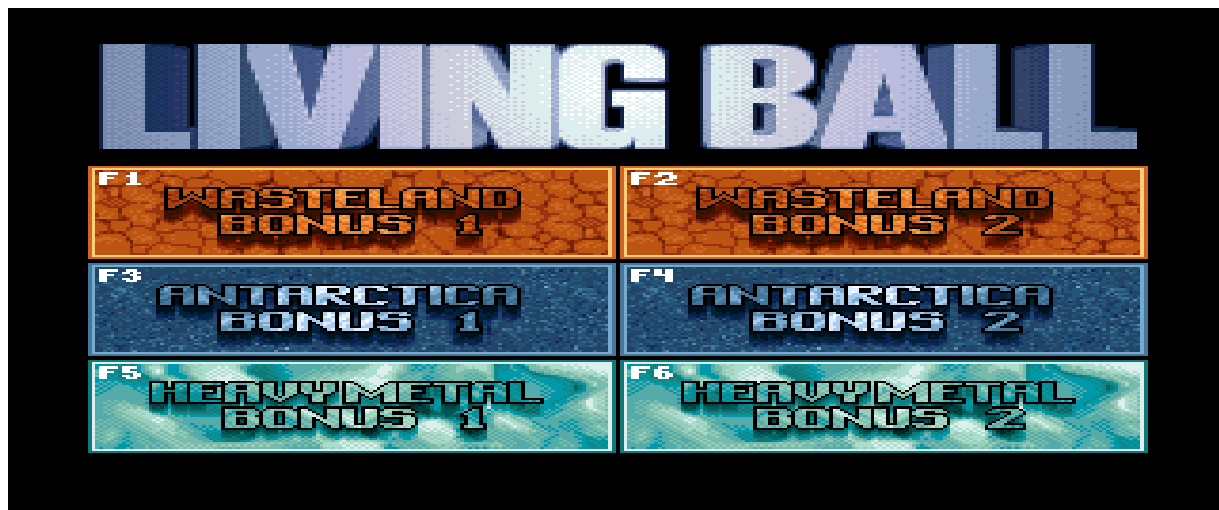 LIVING BALL
F1 WASTELAND
BONUS 1
F2 WASTELAND
BONUS 2
F3 ANTARCTICA
BONUS 1
F4 ANTARCTICA
BONUS 2
F5 HEAVY METAL
BONUS 1
F6 HEAVY METAL
BONUS 2